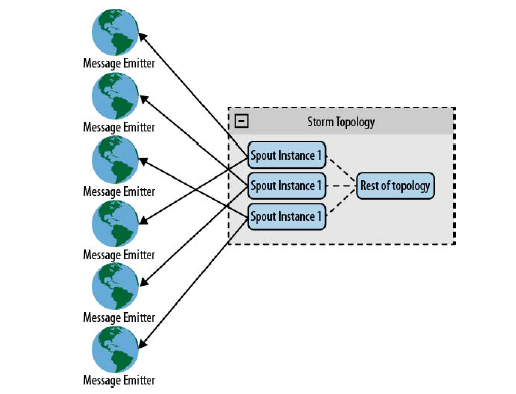 Message Emitter
Message Emitter
Message Emitter
Message Emitter
Message Emitter
Message Emitter
Storm Topology
Spout Instance 1
Spout Instance 1
Spout Instance 1
Rest of topology